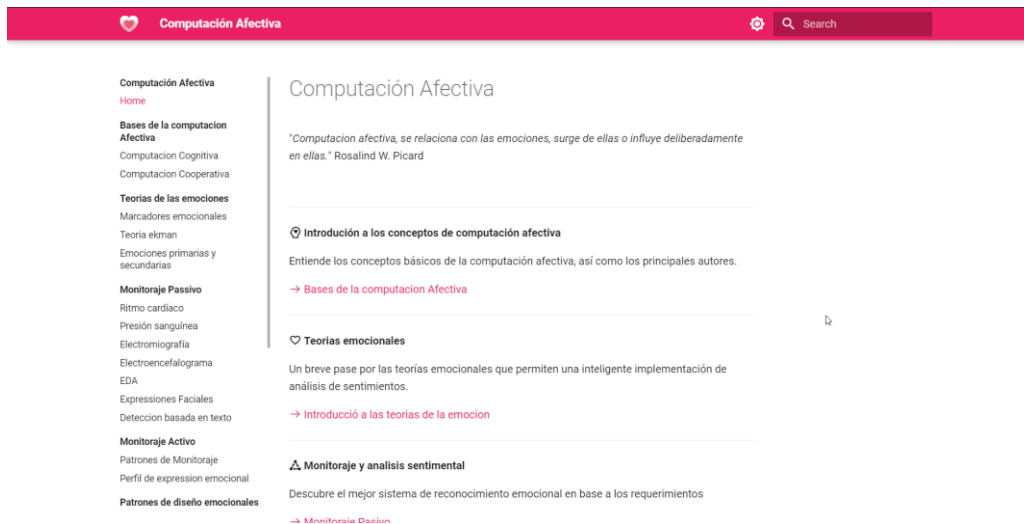 Computación Afectiva
Search
Computación Afectiva
Home
Bases de la computacion
Afectiva
Computacion Cognitiva
Computacion Cooperativa
Teorias de las emociones
Marcadores emocionales
Teoria ekman
Emociones primarias y
secundarias
Monitoraje Passivo
Ritmo cardíaco
Presión sanguínea
Electromiografía
Electroencefalograma
EDA
Expressiones Faciales
Deteccion basada en texto
Monitoraje Activo
Patrones de Monitoraje
Perfil de expression emocional
Patrones de diseño emocionales
Computación Afectiva
"Computacion afectiva, se relaciona con las emociones, surge de ellas o influye deliberadamente
en ellas." Rosalind W. Picard
Introdución a los conceptos de computación afectiva
Entiende los conceptos básicos de la computación afectiva, así como los principales autores.
→ Bases de la computacion Afectiva
Teorias emocionales
Un breve pase por las teorías emocionales que permiten una inteligente implementación de
análisis de sentimientos.
→ Introducció a las teorias de la emocion
Monitoraje y analisis sentimental
Descubre el mejor sistema de reconocimiento emocional en base a los requerimientos
→ Monitoraje Pasivo